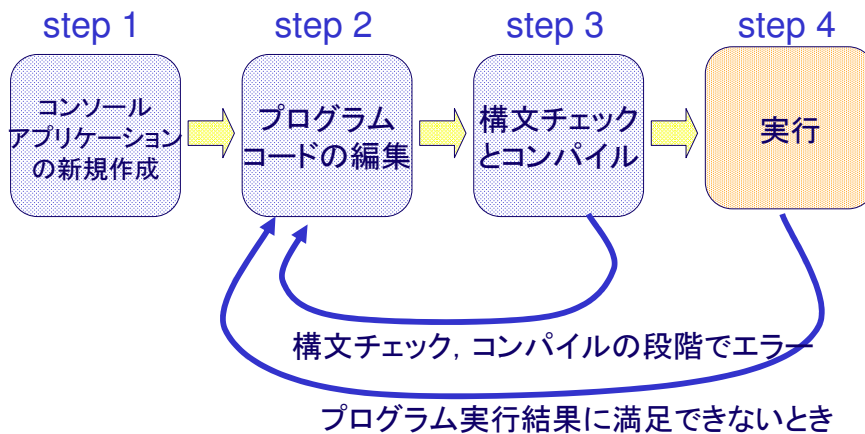 step 1
step 2
step 3
step 4
コンソール
アプリケーション
の新規作成
プログラム
コードの編集
構文チェック
とコンパイル
実行
構文チェック, コンパイルの段階でエラー
プログラム実行結果に満足できないとき